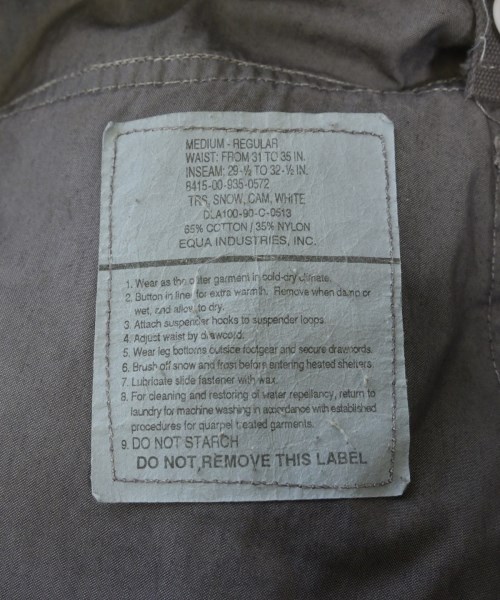 MEDIUM - REGULAR
WAIST: FROM 31 TO 35 IN.
INSEAM: 29-½ TO 32-½ IN.
8415-00-935-0572
TRS, SNOW, CAM, WHITE
DLA100-90-C-0513
65% COTTON / 35% NYLON
EQUA INDUSTRIES, INC.
1. Wear as the outer garment in cold-dry climate.
2. Button in liner for extra warmth. Remove when damp or
wet, and allow to dry.
3. Attach suspender hooks to suspender loops.
4. Adjust waist by drawcord.
5. Wear leg bottoms outside footgear and secure drawcords.
6. Brush off snow and frost before entering heated shelters.
7. Lubricate slide fastener with wax.
8. For cleaning and restoring of water repellancy, return to
laundry for machine washing in accordance with established
procedures for quarpel treated garments.
9. DO NOT STARCH
DO NOT REMOVE THIS LABEL